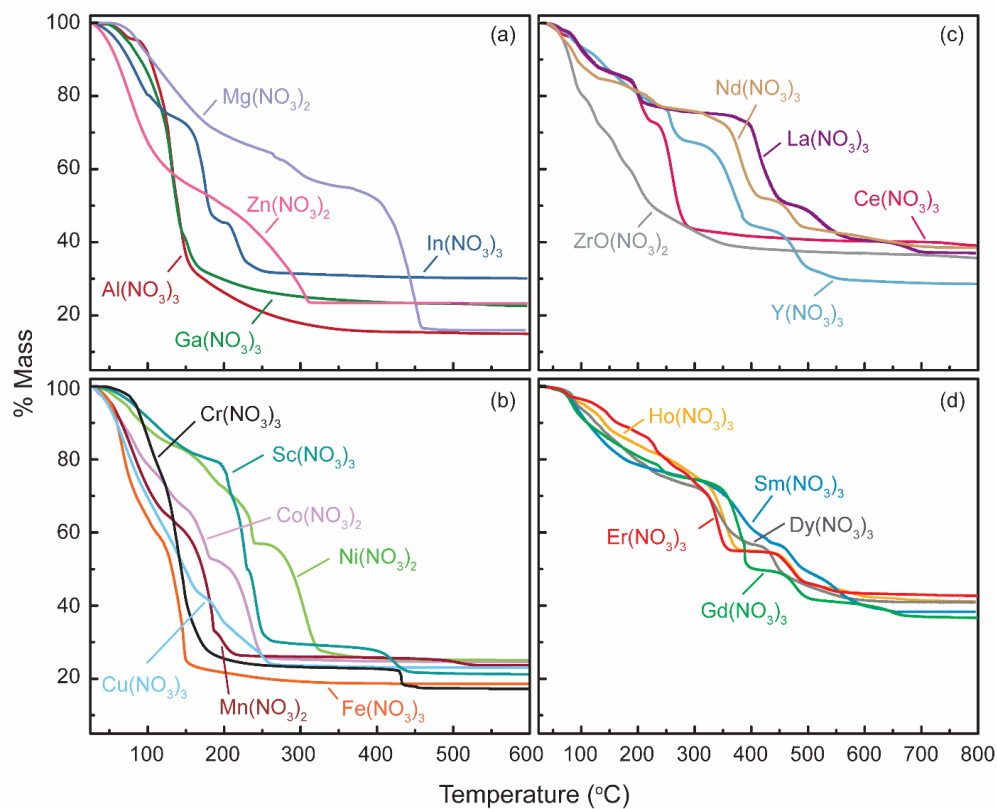 % Mass
100
80
60
40
20
(a)
Mg(NO₃)₂
Zn(NO₃)₂
In(NO₃)₃
Al(NO₃)₃
Ga(NO₃)₃
(c)
Nd(NO₃)₃
La(NO₃)₃
Ce(NO₃)₃
ZrO(NO₃)₂
Y(NO₃)₃
100
80
60
40
20
(b)
Cr(NO₃)₃
Sc(NO₃)₃
Co(NO₃)₂
Ni(NO₃)₂
Cu(NO₃)₃
Mn(NO₃)₂
Fe(NO₃)₃
100 200 300 400 500 600
(d)
Ho(NO₃)₃
Sm(NO₃)₃
Dy(NO₃)₃
Er(NO₃)₃
Gd(NO₃)₃
100 200 300 400 500 600 700 800
Temperature (°C)